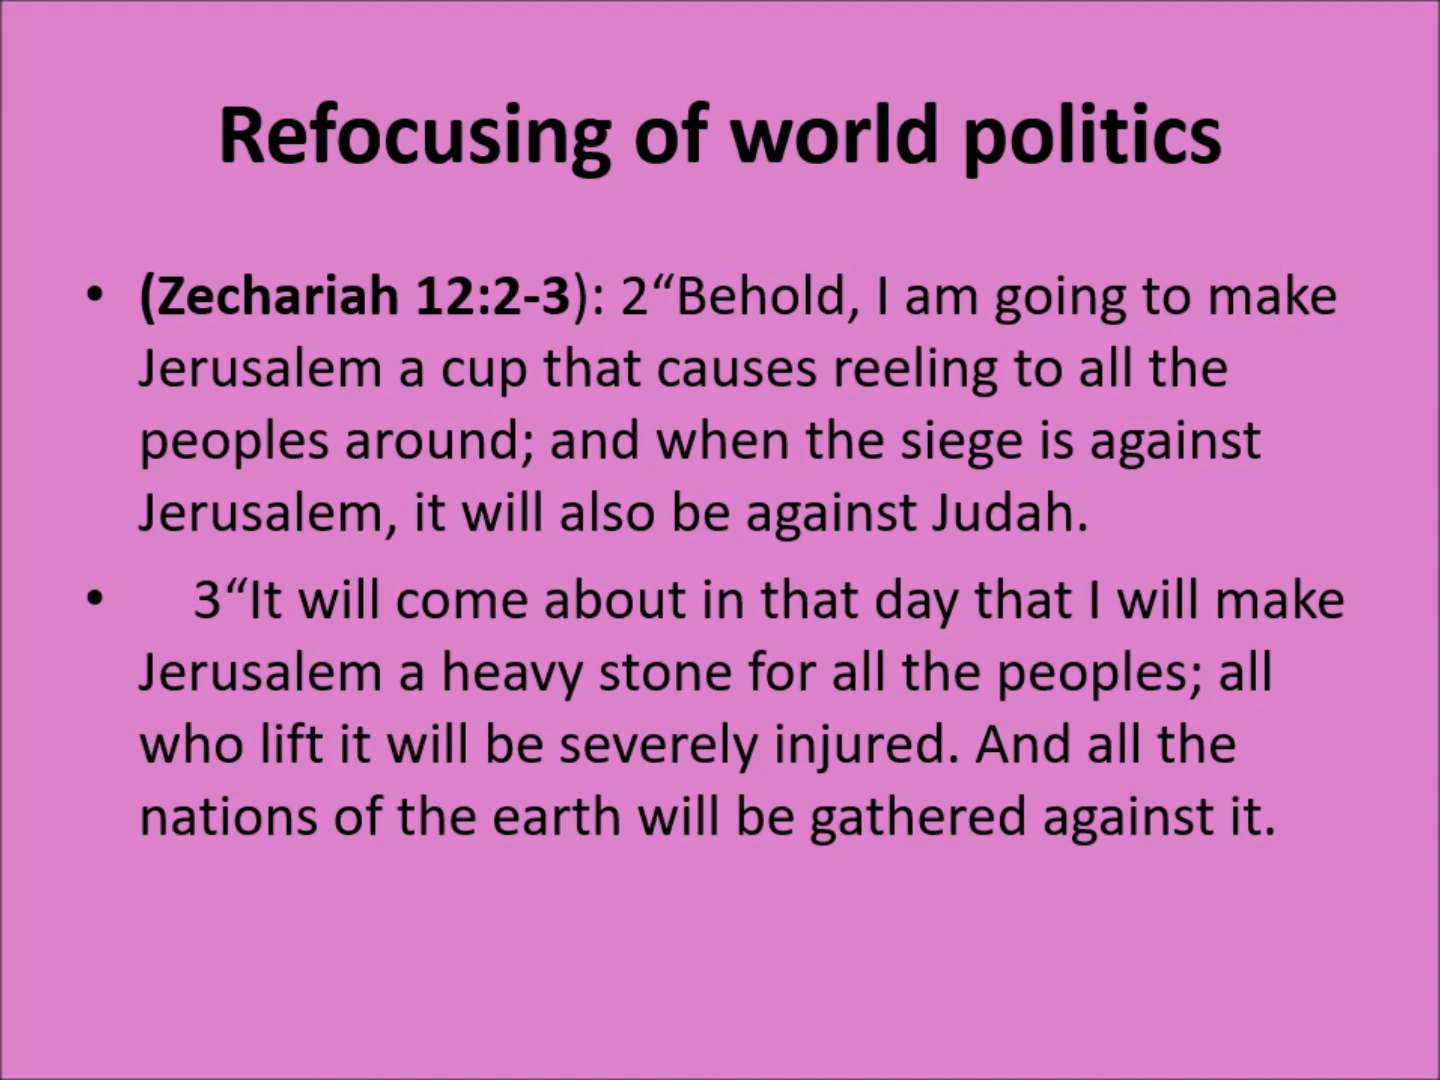 Refocusing of world politics
• (Zechariah 12:2-3): 2“Behold, I am going to make
Jerusalem a cup that causes reeling to all the
peoples around; and when the siege is against
Jerusalem, it will also be against Judah.
• 3“It will come about in that day that I will make
Jerusalem a heavy stone for all the peoples; all
who lift it will be severely injured. And all the
nations of the earth will be gathered against it.